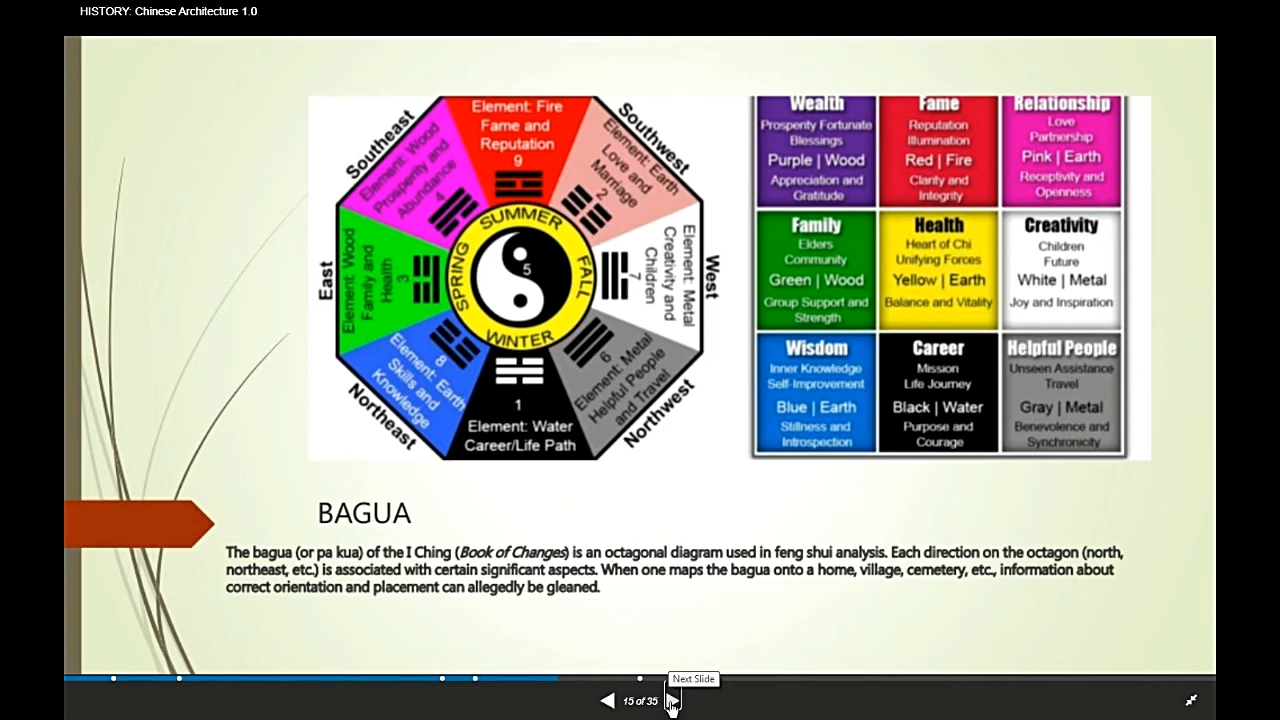 HISTORY: Chinese Architecture 1.0
Southeast
Element: Wood
Prosperity and
Abundance
4
Element: Fire
Fame and
Reputation
9
Southwest
Element: Earth
Love and
Marriage
2
East
Element: Wood
Family and
Health
3
SUMMER
SPRING
5
FALL
WINTER
West
Element: Metal
Creativity and
Children
7
Northeast
Element: Earth
Skills and
Knowledge
8
1
Element: Water
Career/Life Path
Northwest
Element: Metal
Helpful People
and Travel
6
Wealth
Prosperity Fortunate
Blessings
Purple | Wood
Appreciation and
Gratitude
Fame
Reputation
Illumination
Red | Fire
Clarity and
Integrity
Relationship
Love
Partnership
Pink | Earth
Receptivity and
Openness
Family
Elders
Community
Green | Wood
Group Support and
Strength
Health
Heart of Chi
Unifying Forces
Yellow | Earth
Balance and Vitality
Creativity
Children
Future
White | Metal
Joy and Inspiration
Wisdom
Inner Knowledge
Self-Improvement
Blue | Earth
Stillness and
Introspection
Career
Mission
Life Journey
Black | Water
Purpose and
Courage
Helpful People
Unseen Assistance
Travel
Gray | Metal
Benevolence and
Synchronicity
BAGUA
The bagua (or pa kua) of the I Ching (Book of Changes) is an octagonal diagram used in feng shui analysis. Each direction on the octagon (north,
northeast, etc.) is associated with certain significant aspects. When one maps the bagua onto a home, village, cemetery, etc., information about
correct orientation and placement can allegedly be gleaned.
Next Slide
15 of 35